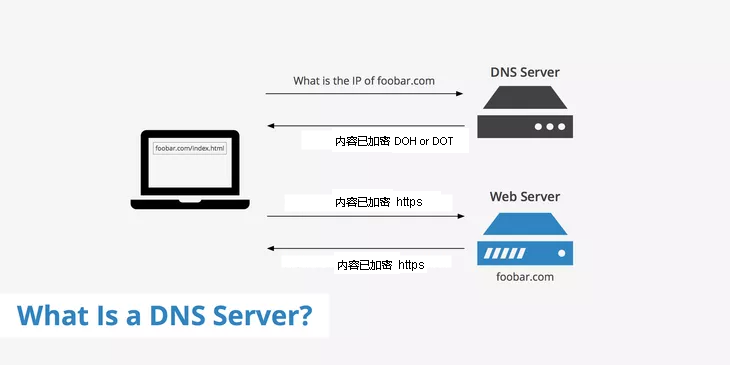 DNS Server
What is the IP of foobar.com
内容已加密 DOH or DOT
foobar.com/index.html
Web Server
内容已加密 https
内容已加密 https
foobar.com
What Is a DNS Server?